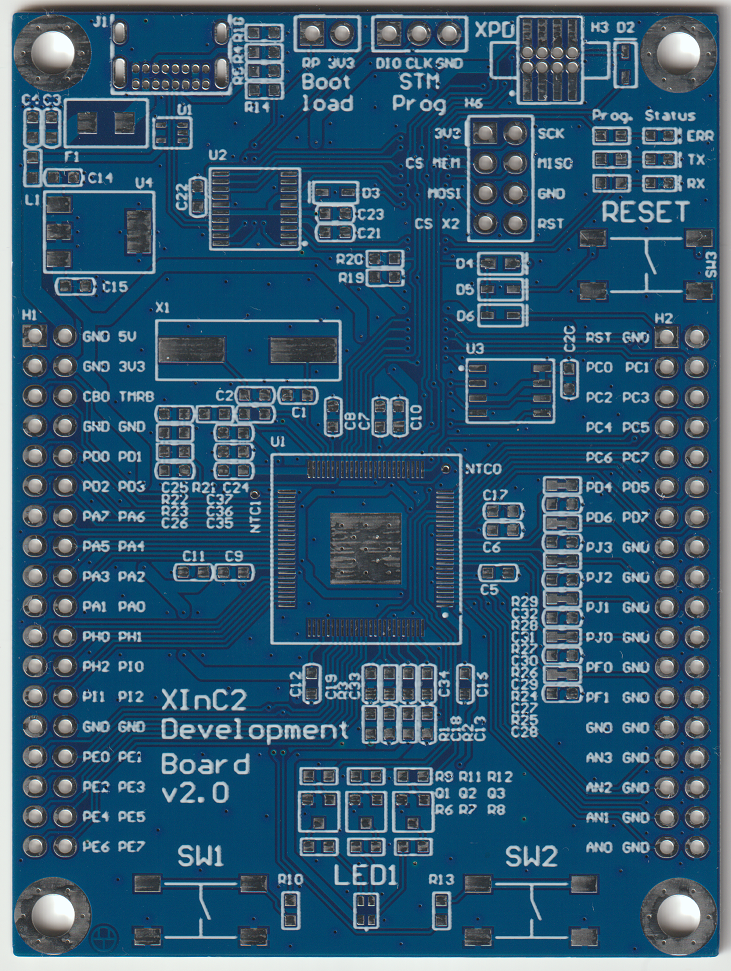 J1
R16
R4
R5
R14
RP 3V3
Boot
load
DIO CLK GND
STM
Prog
XPD
H3 D2
C4 C3
U1
F1
L1
C14
U4
C15
U2
C22
D3
C23
C21
R20
R19
H6
3V3 SCK
CS MEM MISO
MOSI GND
CS X2 RST
Prog. Status
ERR
TX
RX
RESET
SW3
D4
D5
D6
H1
GND 5V
GND 3V3
CBO TMRB
GND GND
PD0 PD1
PD2 PD3
PA7 PA6
PA5 PA4
PA3 PA2
PA1 PA0
PH0 PH1
PH2 PI0
PI1 PI2
GND GND
PE0 PE1
PE2 PE3
PE4 PE5
PE6 PE7
X1
C2
C1
C8
C7
C10
U3
C20
H2
RST GND
PC0 PC1
PC2 PC3
PC4 PC5
PC6 PC7
PD4 PD5
PD6 PD7
PJ3 GND
PJ2 GND
PJ1 GND
PJ0 GND
PF0 GND
PF1 GND
GND GND
AN3 GND
AN2 GND
AN1 GND
AN0 GND
C25 R21 C24
R22 C37
R23 C36
C26 C35
U1
NTC0
NTC1
C11 C9
C17
C6
C5
R29
C32
R28
C31
R27
C30
R26
C29
R24
C27
R25
C28
C12
C19
R3
C33
C34
C16
R1
C18
R2
C13
XInC2
Development
Board
v2.0
R9 R11 R12
Q1 Q2 Q3
R6 R7 R8
SW1
R10
LED1
R13
SW2